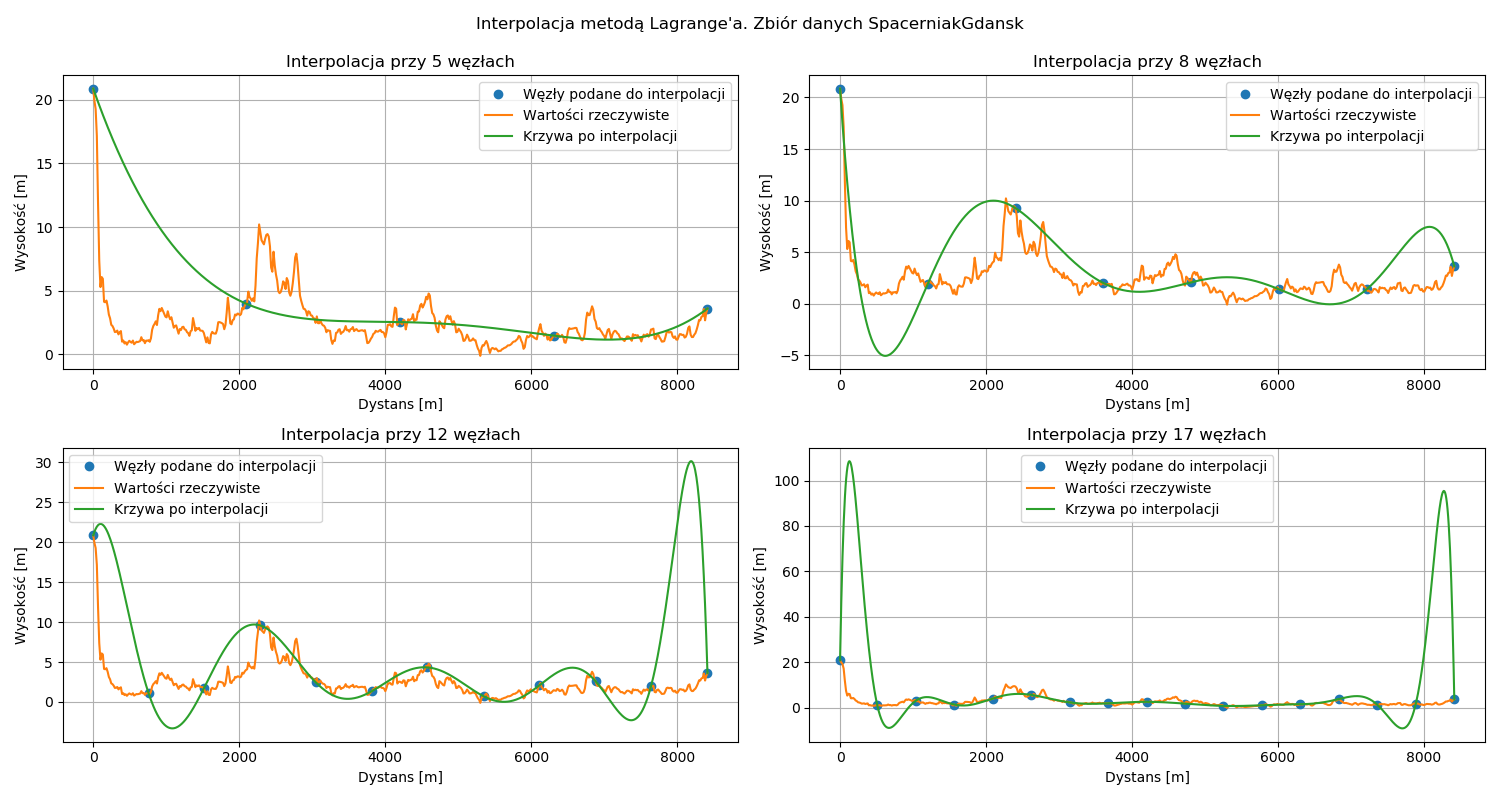 Interpolacja metodą Lagrange'a. Zbiór danych SpacerniakGdansk
Interpolacja przy 5 węzłach
Węzły podane do interpolacji
Wartości rzeczywiste
Krzywa po interpolacji
20
15
10
5
0
Wysokość [m]
0 2000 4000 6000 8000
Dystans [m]
Interpolacja przy 8 węzłach
Węzły podane do interpolacji
Wartości rzeczywiste
Krzywa po interpolacji
20
15
10
5
0
−5
Wysokość [m]
0 2000 4000 6000 8000
Dystans [m]
Interpolacja przy 12 węzłach
Węzły podane do interpolacji
Wartości rzeczywiste
Krzywa po interpolacji
30
25
20
15
10
5
0
Wysokość [m]
0 2000 4000 6000 8000
Dystans [m]
Interpolacja przy 17 węzłach
Węzły podane do interpolacji
Wartości rzeczywiste
Krzywa po interpolacji
100
80
60
40
20
0
Wysokość [m]
0 2000 4000 6000 8000
Dystans [m]